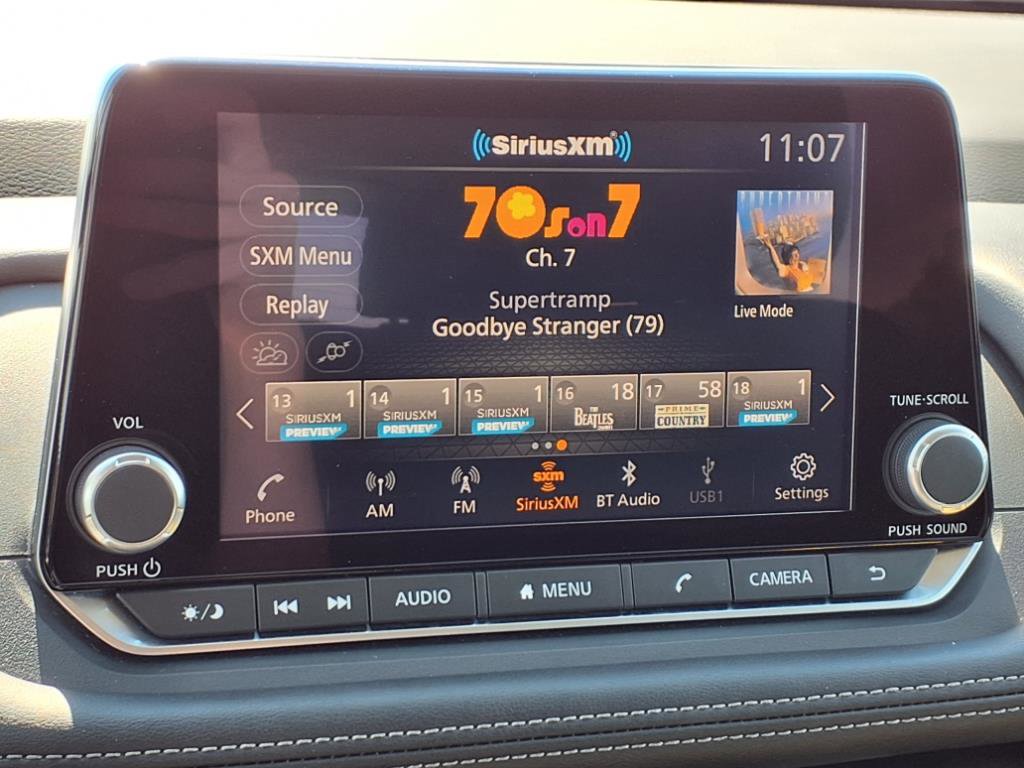 SiriusXM
11:07
Source
70s on 7
SXM Menu
Ch. 7
Replay
Supertramp
Live Mode
Goodbye Stranger (79)
13 1 14 1 15 1 16 18 17 58 18 1
SIRIUSXM PREVIEW SIRIUSXM PREVIEW SIRIUSXM PREVIEW THE BEATLES PRIME COUNTRY SIRIUSXM PREVIEW
VOL
TUNE·SCROLL
Phone AM FM sxm SiriusXM BT Audio USB1 Settings
PUSH
PUSH SOUND
AUDIO MENU CAMERA